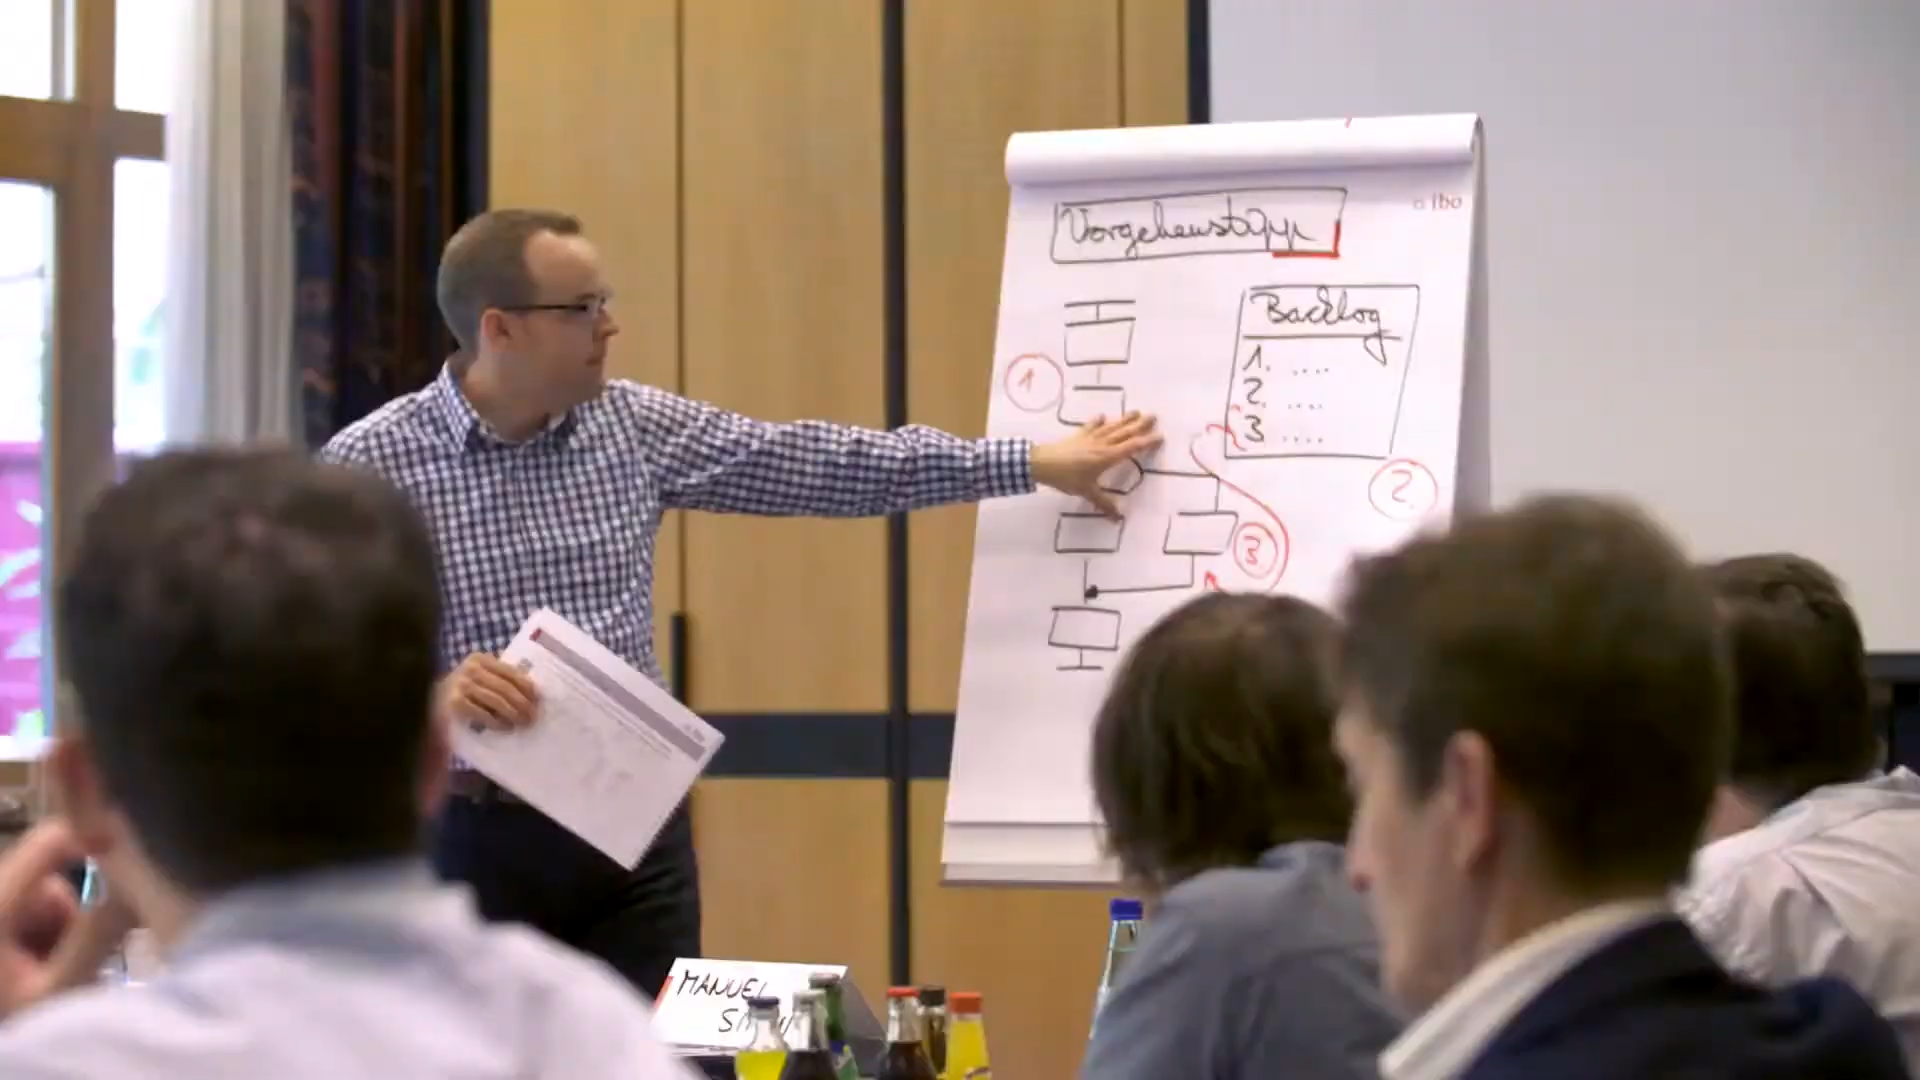 ibo
Vorgehenstyp
Backlog
1. ....
2. ....
3 ....
1
2
3
MANUEL